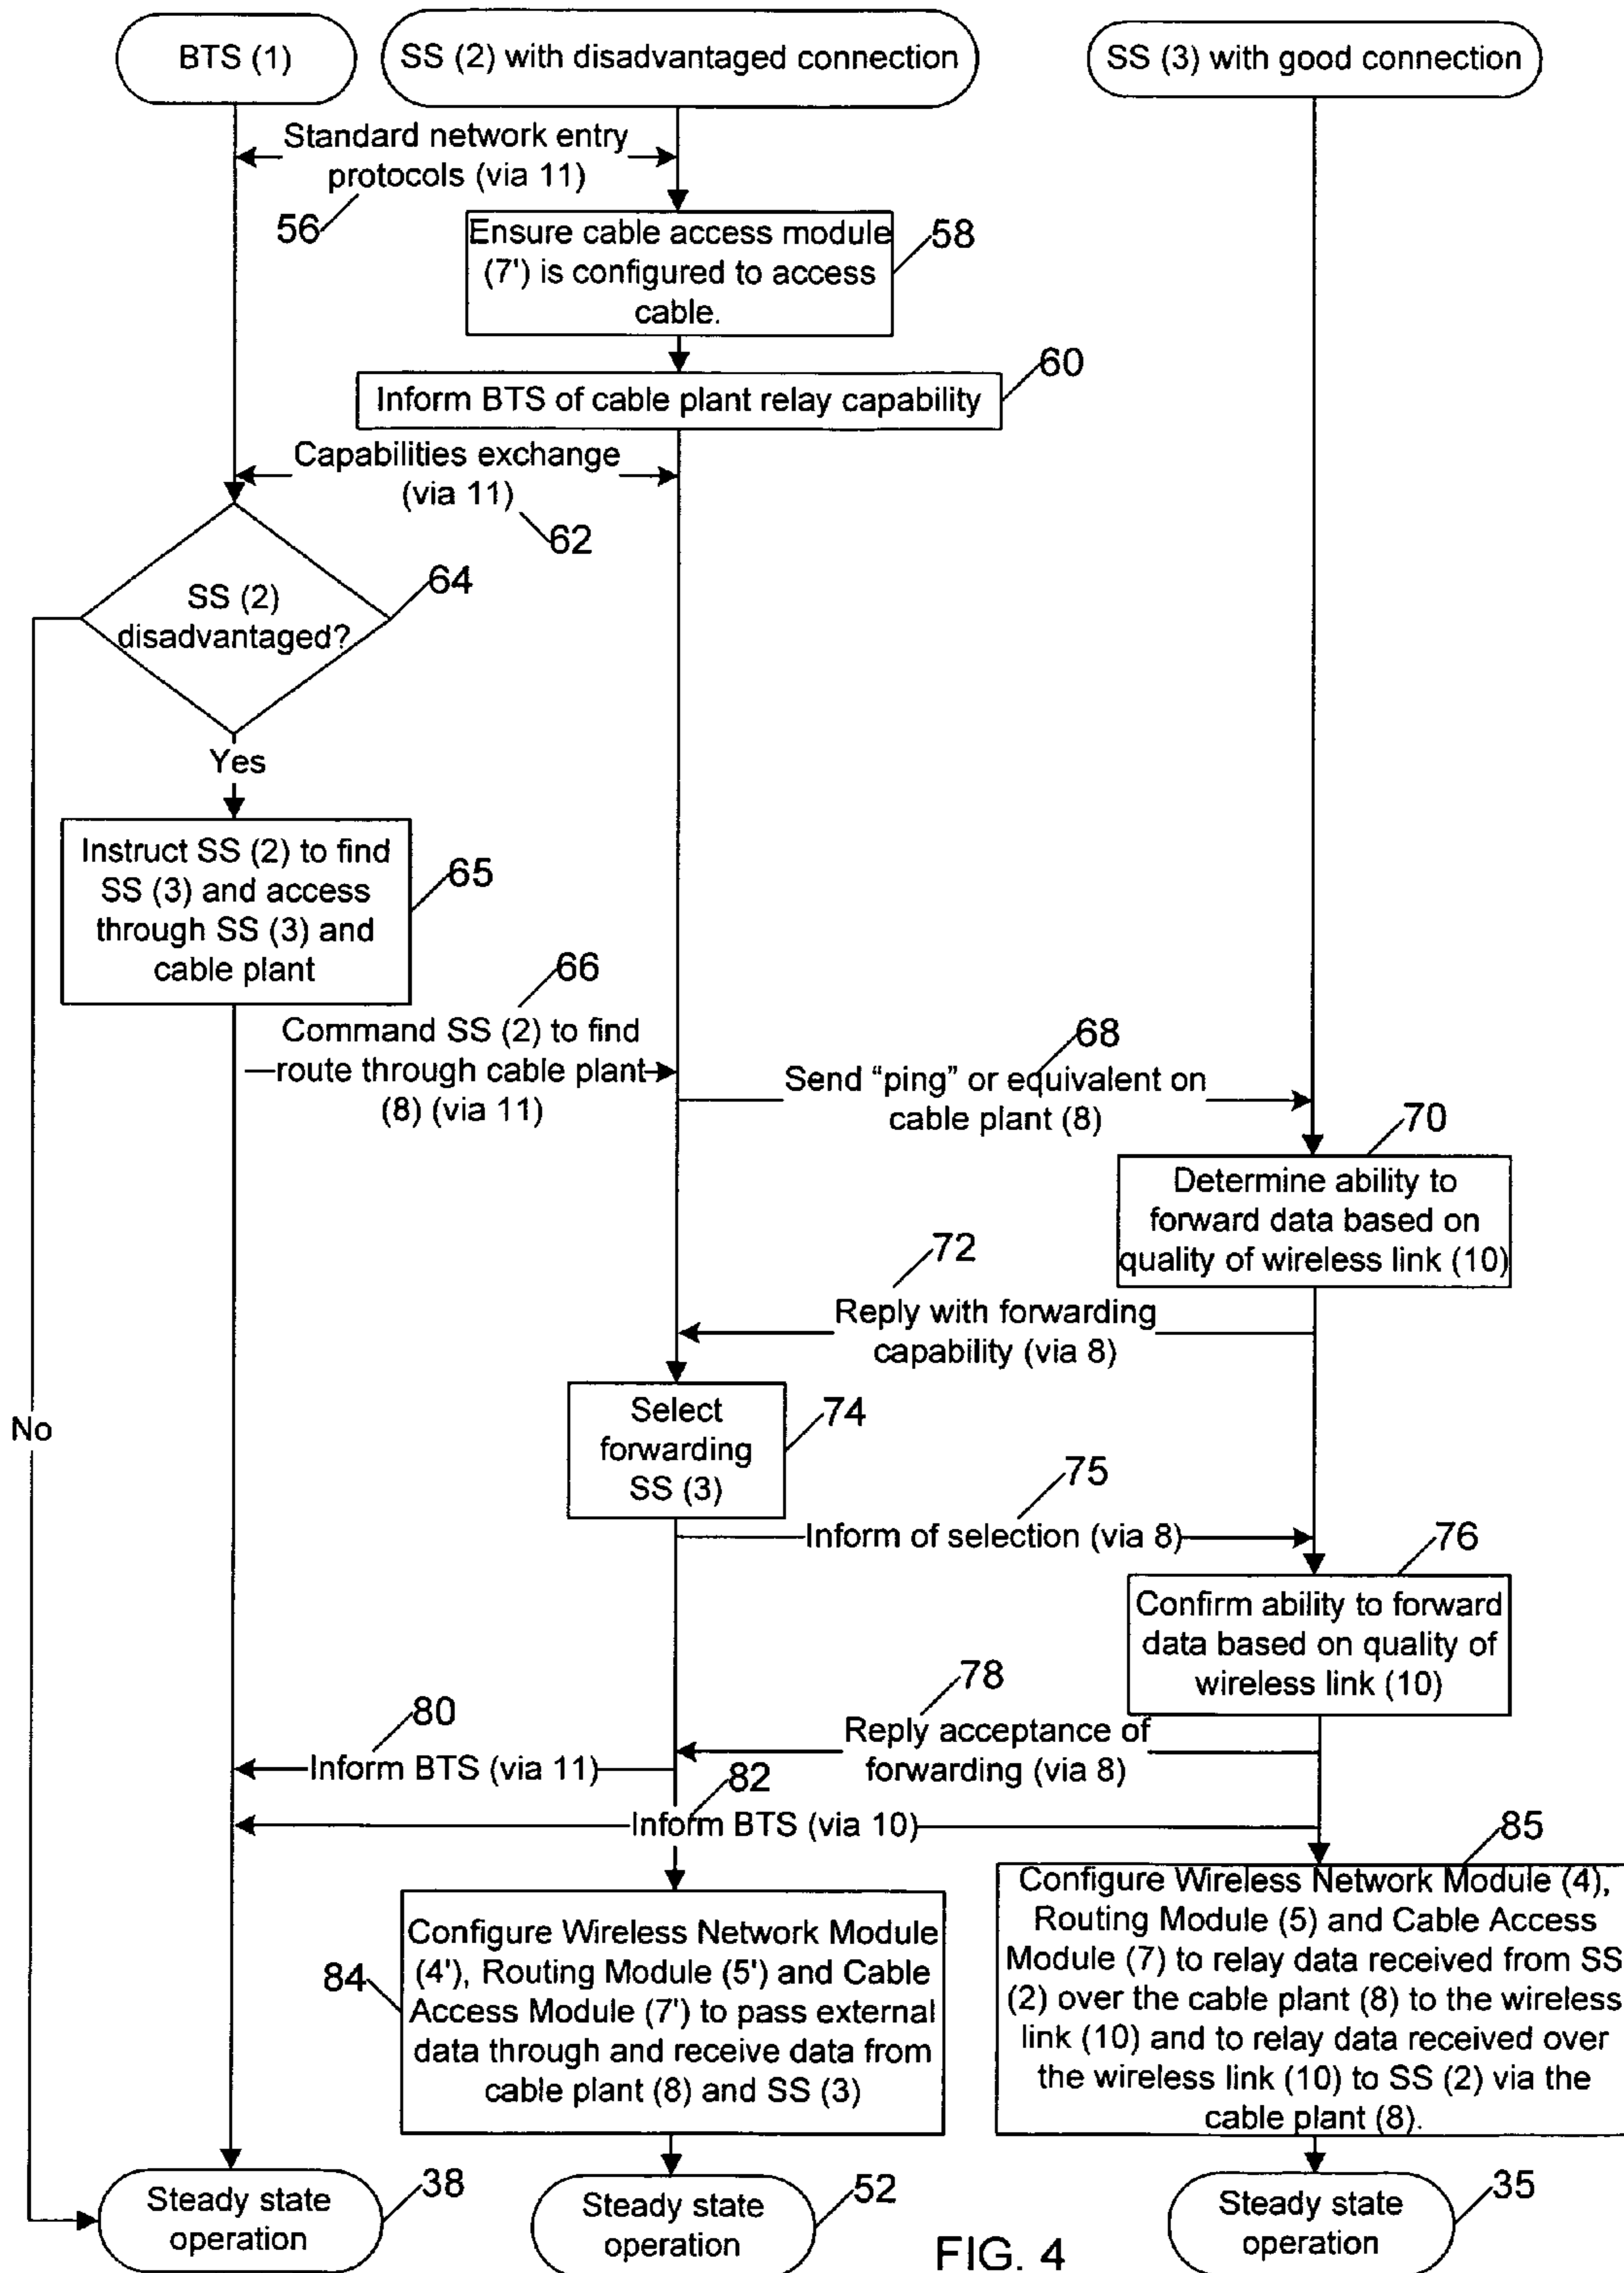 BTS (1)
SS (2) with disadvantaged connection
SS (3) with good connection
Standard network entry
protocols (via 11)
56
Ensure cable access module
(7') is configured to access
cable.
58
60
Inform BTS of cable plant relay capability
Capabilities exchange
(via 11)
62
64
SS (2)
disadvantaged?
Yes
Instruct SS (2) to find
SS (3) and access
through SS (3) and
cable plant
65
66
Command SS (2) to find
route through cable plant
(8) (via 11)
68
Send “ping” or equivalent on
cable plant (8)
70
Determine ability to
forward data based on
quality of wireless link (10)
72
Reply with forwarding
capability (via 8)
No
Select
forwarding
SS (3)
74
75
Inform of selection (via 8)
76
Confirm ability to forward
data based on quality of
wireless link (10)
78
Reply acceptance of
forwarding (via 8)
80
Inform BTS (via 11)
82
Inform BTS (via 10)
84
Configure Wireless Network Module
(4'), Routing Module (5') and Cable
Access Module (7') to pass external
data through and receive data from
cable plant (8) and SS (3)
85
Configure Wireless Network Module (4),
Routing Module (5) and Cable Access
Module (7) to relay data received from SS
(2) over the cable plant (8) to the wireless
link (10) and to relay data received over
the wireless link (10) to SS (2) via the
cable plant (8).
Steady state
operation
38
Steady state
operation
52
Steady state
operation
35
FIG. 4